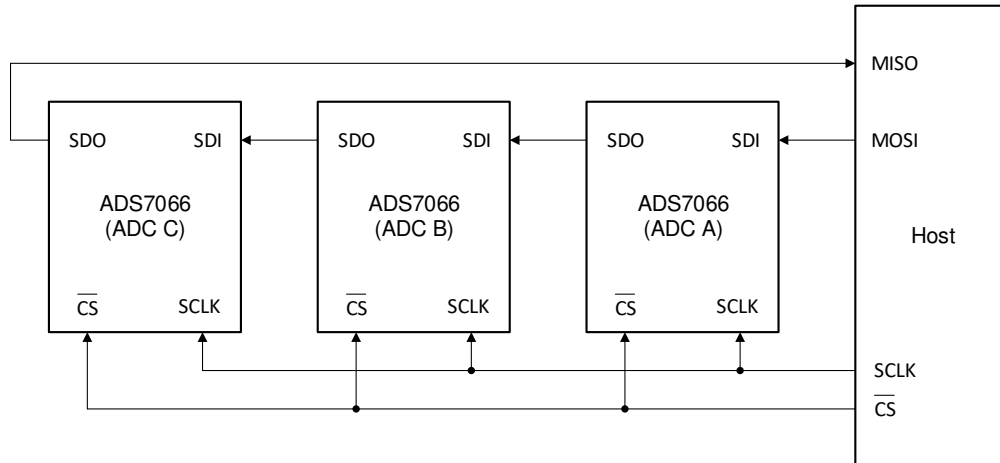 MISO
SDO SDI SDO SDI SDO SDI MOSI
ADS7066 ADS7066 ADS7066
(ADC C) (ADC B) (ADC A) Host
CS SCLK CS SCLK CS SCLK
SCLK
CS